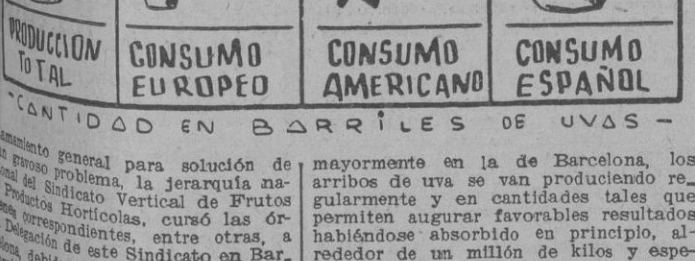 PRODUCCION
TOTAL
CONSUMO
EUROPEO
CONSUMO
AMERICANO
CONSUMO
ESPAÑOL
-CANTIDAD EN BARRILES DE UVAS-
general para solución de
gravoso problema, la jerarquía na-
del Sindicato Vertical de Frutos
Productos Hortícolas, cursó las ór-
correspondientes, entre otras, a
Delegación de este Sindicato en Bar-
mayormente en la de Barcelona, los
arribos de uva se van produciendo re-
gularmente y en cantidades tales que
permiten augurar favorables resultados
habiéndose absorbido en principio, al-
rededor de un millón de kilos y espe-